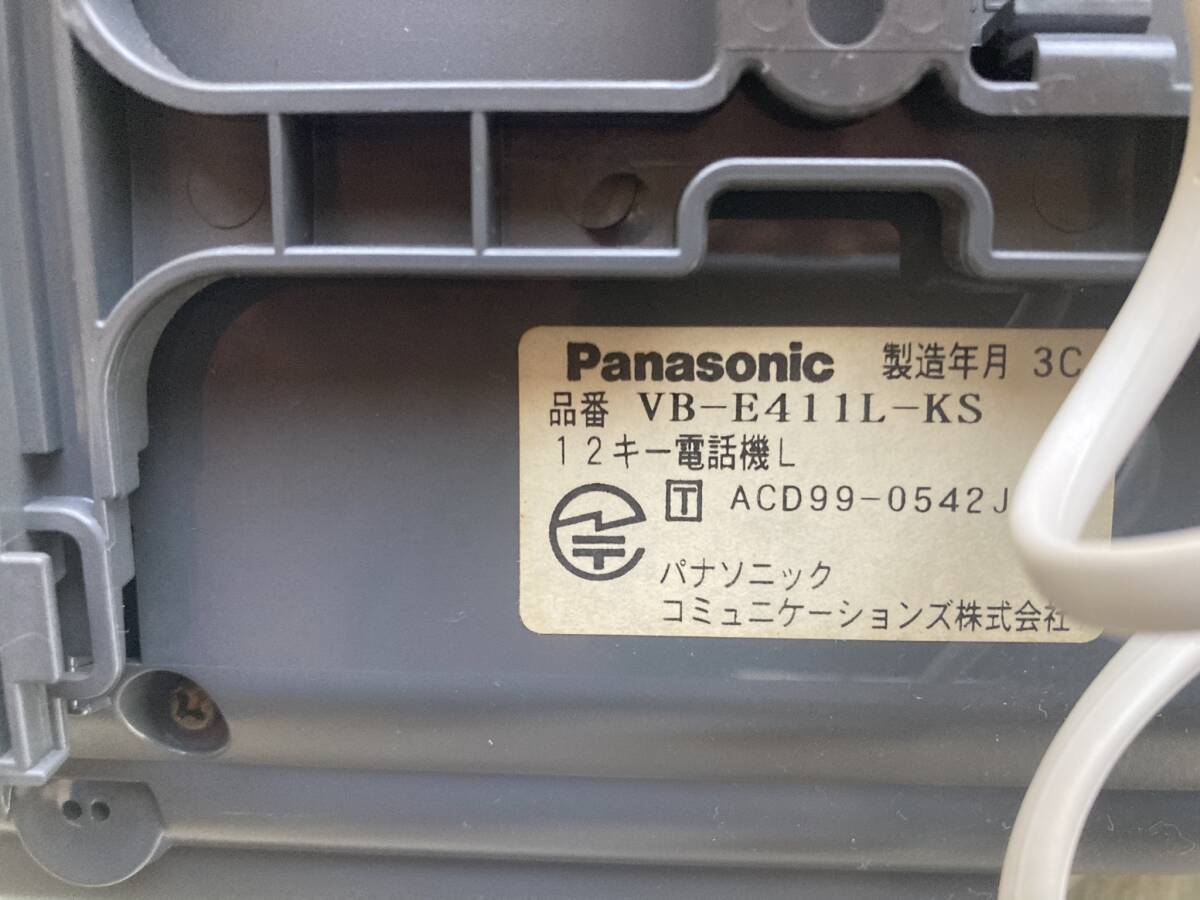 Panasonic 製造年月 3C
品番 VB-E411L-KS
12キー電話機L
T ACD99-0542J
パナソニック
コミュニケーションズ株式会社